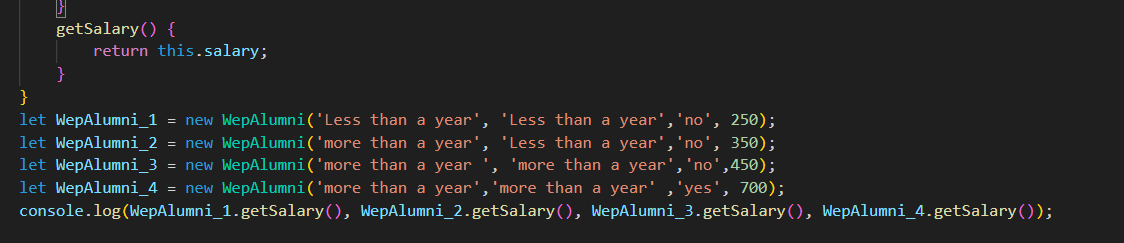 }
getSalary() {
return this.salary;
}
}
let WepAlumni_1 = new WepAlumni('Less than a year', 'Less than a year','no', 250);
let WepAlumni_2 = new WepAlumni('more than a year', 'Less than a year','no', 350);
let WepAlumni_3 = new WepAlumni('more than a year ', 'more than a year','no',450);
let WepAlumni_4 = new WepAlumni('more than a year','more than a year' ,'yes', 700);
console.log(WepAlumni_1.getSalary(), WepAlumni_2.getSalary(), WepAlumni_3.getSalary(), WepAlumni_4.getSalary());